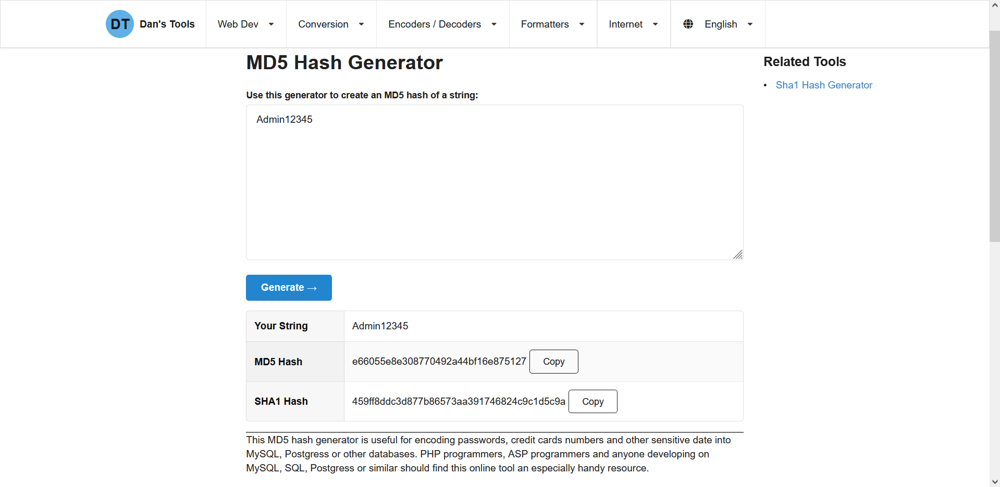 DT Dan's Tools Web Dev Conversion Encoders / Decoders Formatters Internet English
MD5 Hash Generator
Related Tools
• Sha1 Hash Generator
Use this generator to create an MD5 hash of a string:
Admin12345
Generate →
Your String Admin12345
MD5 Hash e66055e8e308770492a44bf16e875127 Copy
SHA1 Hash 459ff8ddc3d877b86573aa391746824c9c1d5c9a Copy
This MD5 hash generator is useful for encoding passwords, credit cards numbers and other sensitive date into
MySQL, Postgress or other databases. PHP programmers, ASP programmers and anyone developing on
MySQL, SQL, Postgress or similar should find this online tool an especially handy resource.